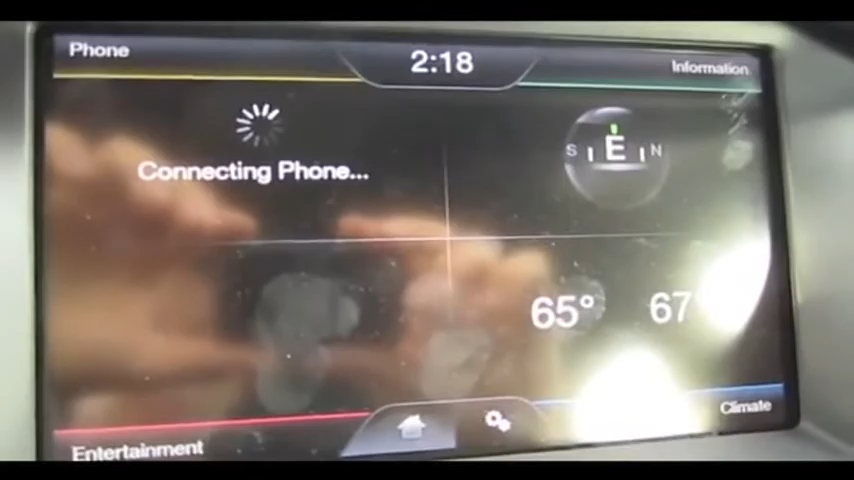 Phone
2:18
Information
Connecting Phone...
S E N
65°
67
Entertainment
Climate